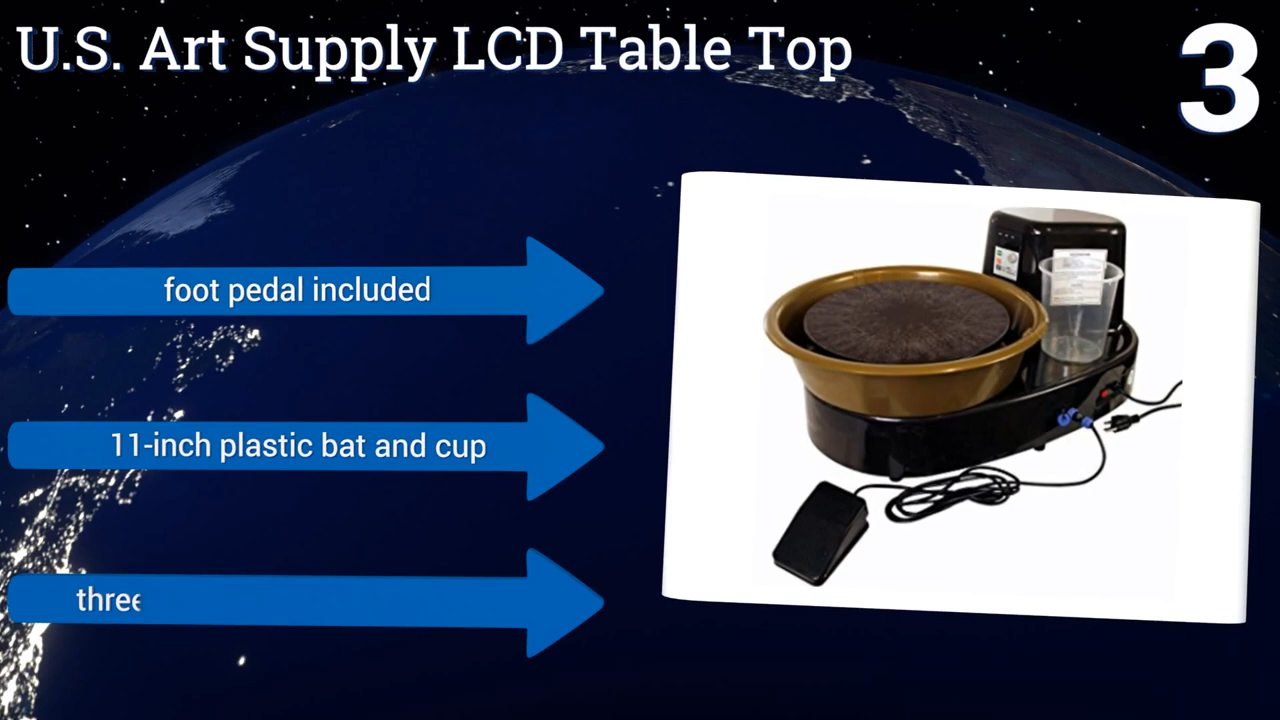 U.S. Art Supply LCD Table Top
3
foot pedal included
11-inch plastic bat and cup
three